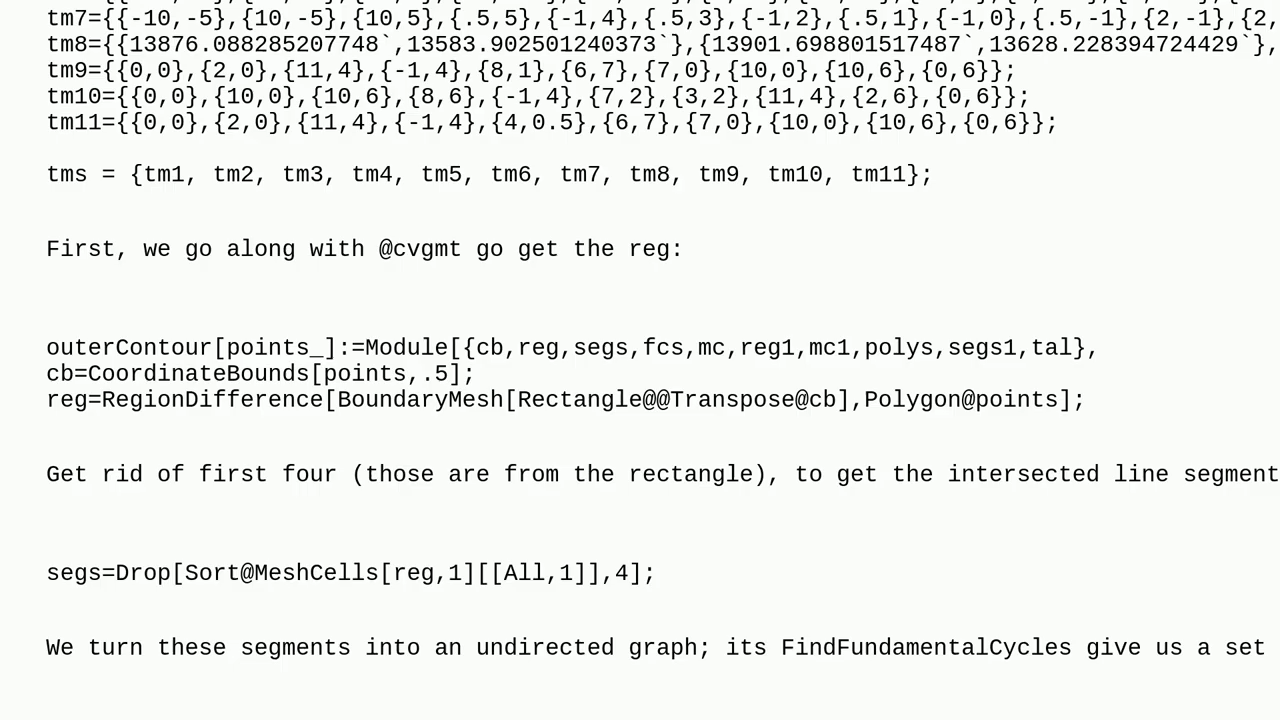 tm7={{-10,-5},{10,-5},{10,5},{.5,5},{-1,4},{.5,3},{-1,2},{.5,1},{-1,0},{.5,-1},{2,-1},{2,
tm8={{13876.088285207748`,13583.902501240373`},{13901.698801517487`,13628.228394724429`},
tm9={{0,0},{2,0},{11,4},{-1,4},{8,1},{6,7},{7,0},{10,0},{10,6},{0,6}};
tm10={{0,0},{10,0},{10,6},{8,6},{-1,4},{7,2},{3,2},{11,4},{2,6},{0,6}};
tm11={{0,0},{2,0},{11,4},{-1,4},{4,0.5},{6,7},{7,0},{10,0},{10,6},{0,6}};
tms = {tm1, tm2, tm3, tm4, tm5, tm6, tm7, tm8, tm9, tm10, tm11};
First, we go along with @cvgmt go get the reg:
outerContour[points_]:=Module[{cb,reg,segs,fcs,mc,reg1,mc1,polys,segs1,tal},
cb=CoordinateBounds[points,.5];
reg=RegionDifference[BoundaryMesh[Rectangle@@Transpose@cb],Polygon@points];
Get rid of first four (those are from the rectangle), to get the intersected line segment
segs=Drop[Sort@MeshCells[reg,1][[All,1]],4];
We turn these segments into an undirected graph; its FindFundamentalCycles give us a set